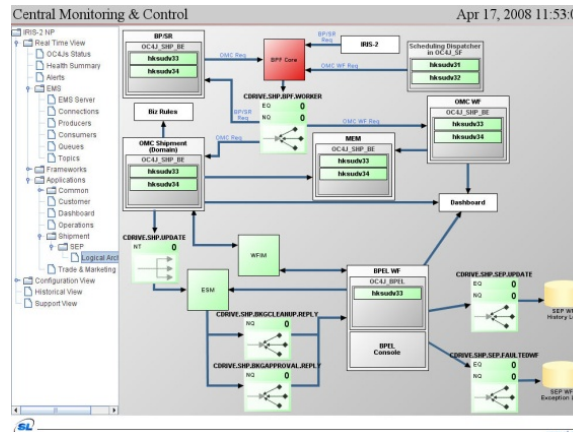 Central Monitoring & Control
Apr 17, 2008 11:53:0
IRIS-2 NP
Real Time View
OC4Js Status
Health Summary
Alerts
EMS
EMS Server
Connections
Producers
Consumers
Queues
Topics
Frameworks
Applications
Common
Customer
Dashboard
Operations
Shipment
SEP
Logical Arch
Trade & Marketing
Configuration View
Historical View
Support View
BP/SR
OC4J_SHP_BE
hksudv33
hksudv34
OMC Req
BPF Core
BP/SR Req
IRIS-2
OMC WF Req
Scheduling Dispatcher
in OC4J_SF
hksudv31
hksudv32
Biz Rules
BP/SR
Req
CDRIVE.SHP.BPF.WORKER
EQ 0
NQ 0
OMC WF Req
OMC Req
OMC WF
OC4J_SHP_BE
hksudv33
hksudv34
OMC Shipment
(Domain)
OC4J_SHP_BE
hksudv33
hksudv34
MEM
OC4J_SHP_BE
hksudv33
hksudv34
Dashboard
CDRIVE.SHP.UPDATE
NT 0
WFIM
ESM
BPEL WF
OC4J_BPEL
hksudv33
BPEL
Console
CDRIVE.SHP.SEP.UPDATE
EQ 0
NQ 0
SEP WF
History Lo
CDRIVE.SHP.BKGCLEANUP.REPLY
NQ 0
CDRIVE.SHP.BKGAPPROVAL.REPLY
NQ 0
CDRIVE.SHP.SEP.FAULTEDWF
EQ 0
NQ 0
SEP WF
Exception L
SL